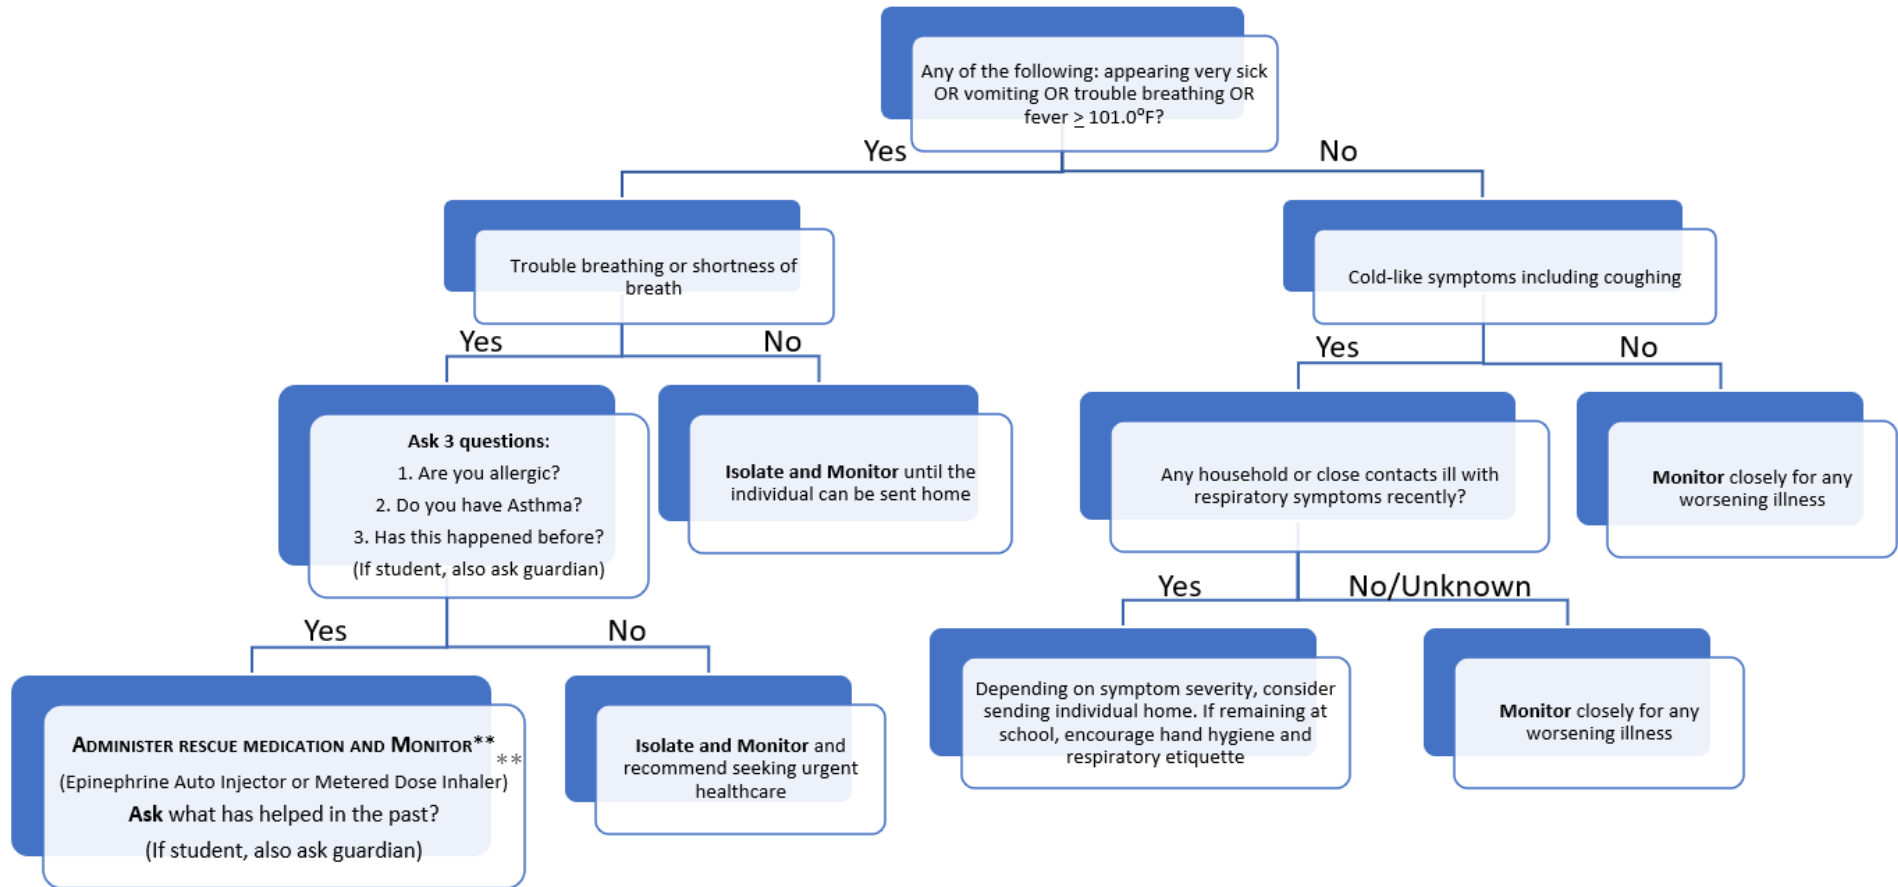 Any of the following: appearing very sick
OR vomiting OR trouble breathing OR
fever ≥ 101.0°F?
Yes
No
Trouble breathing or shortness of
breath
Cold-like symptoms including coughing
Yes
No
Yes
No
Ask 3 questions:
1. Are you allergic?
2. Do you have Asthma?
3. Has this happened before?
(If student, also ask guardian)
Isolate and Monitor until the
individual can be sent home
Any household or close contacts ill with
respiratory symptoms recently?
Monitor closely for any
worsening illness
Yes
No
Yes
No/Unknown
ADMINISTER RESCUE MEDICATION AND MONITOR**
**
(Epinephrine Auto Injector or Metered Dose Inhaler)
Ask what has helped in the past?
(If student, also ask guardian)
Isolate and Monitor and
recommend seeking urgent
healthcare
Depending on symptom severity, consider
sending individual home. If remaining at
school, encourage hand hygiene and
respiratory etiquette
Monitor closely for any
worsening illness